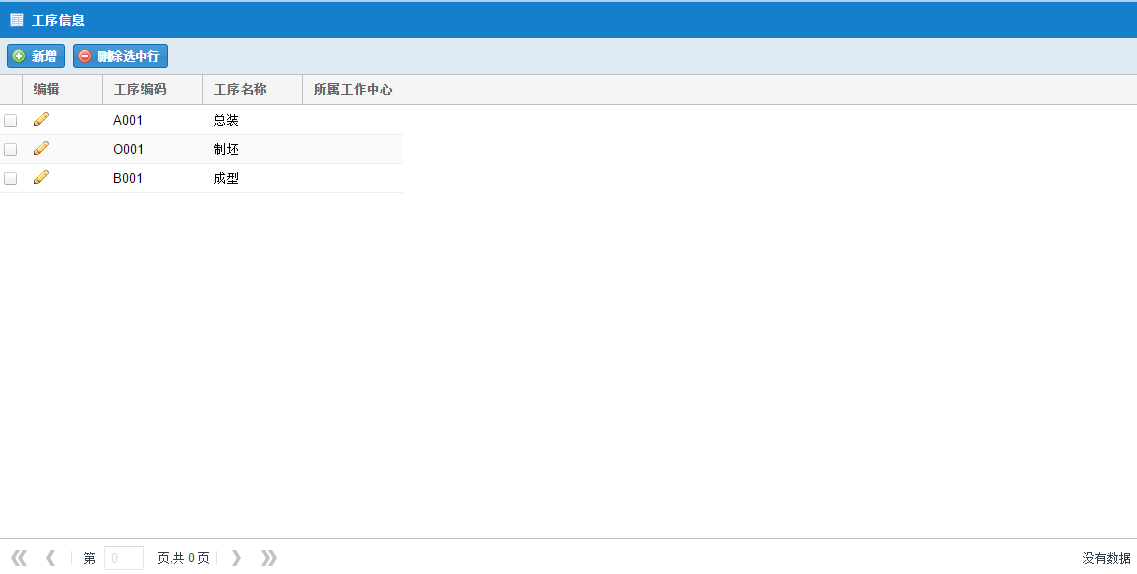 工序信息
新增 删除选中行
编辑 工序编码 工序名称 所属工作中心
A001 总装
O001 制坯
B001 成型
第 0 页,共 0 页 没有数据